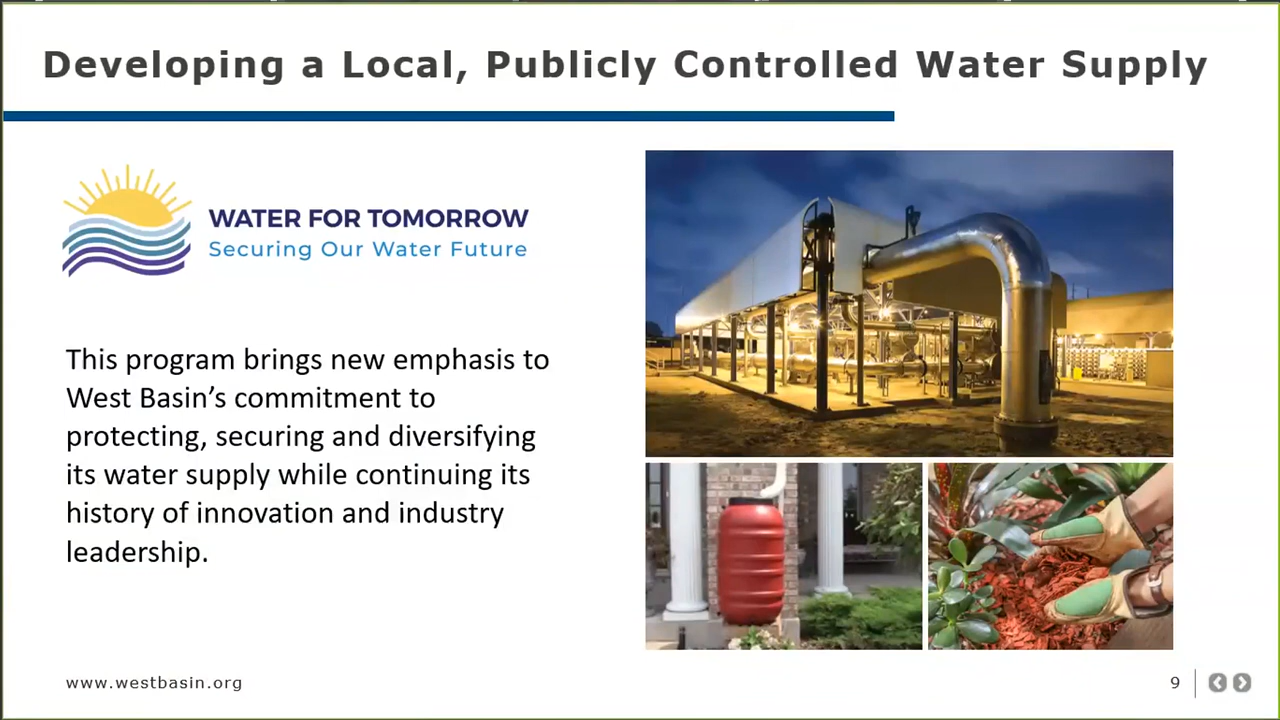 Developing a Local, Publicly Controlled Water Supply
WATER FOR TOMORROW
Securing Our Water Future
This program brings new emphasis to
West Basin’s commitment to
protecting, securing and diversifying
its water supply while continuing its
history of innovation and industry
leadership.
www.westbasin.org
9